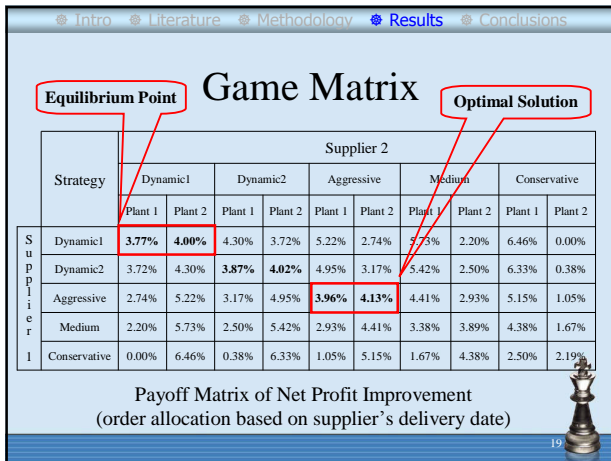 Intro Literature Methodology Results Conclusions
Game Matrix
Equilibrium Point
Optimal Solution
Supplier 2
Strategy Dynamic1 Dynamic2 Aggressive Medium Conservative
Plant 1 Plant 2 Plant 1 Plant 2 Plant 1 Plant 2 Plant 1 Plant 2 Plant 1 Plant 2
Supplier 1
Dynamic1 3.77% 4.00% 4.30% 3.72% 5.22% 2.74% 5.73% 2.20% 6.46% 0.00%
Dynamic2 3.72% 4.30% 3.87% 4.02% 4.95% 3.17% 5.42% 2.50% 6.33% 0.38%
Aggressive 2.74% 5.22% 3.17% 4.95% 3.96% 4.13% 4.41% 2.93% 5.15% 1.05%
Medium 2.20% 5.73% 2.50% 5.42% 2.93% 4.41% 3.38% 3.89% 4.38% 1.67%
Conservative 0.00% 6.46% 0.38% 6.33% 1.05% 5.15% 1.67% 4.38% 2.50% 2.19%
Payoff Matrix of Net Profit Improvement
(order allocation based on supplier's delivery date)
19